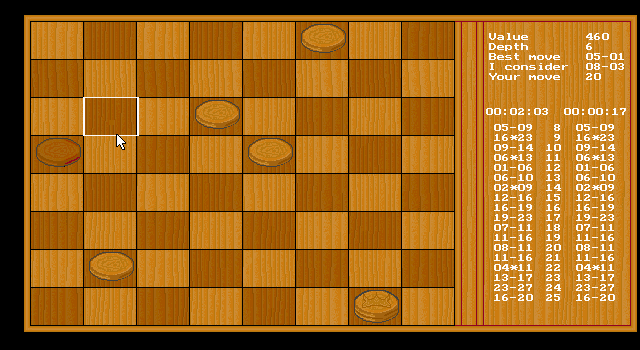 Value 460
Depth 6
Best move 05-01
I consider 08-03
Your move 20
00:02:03 00:00:17
05-09 8 05-09
16*23 9 16*23
09-14 10 09-14
06*13 11 06*13
01-06 12 01-06
06-10 13 06-10
02*09 14 02*09
12-16 15 12-16
16-19 16 16-19
19-23 17 19-23
07-11 18 07-11
11-16 19 11-16
08-11 20 08-11
11-16 21 11-16
04*11 22 04*11
13-17 23 13-17
23-27 24 23-27
16-20 25 16-20